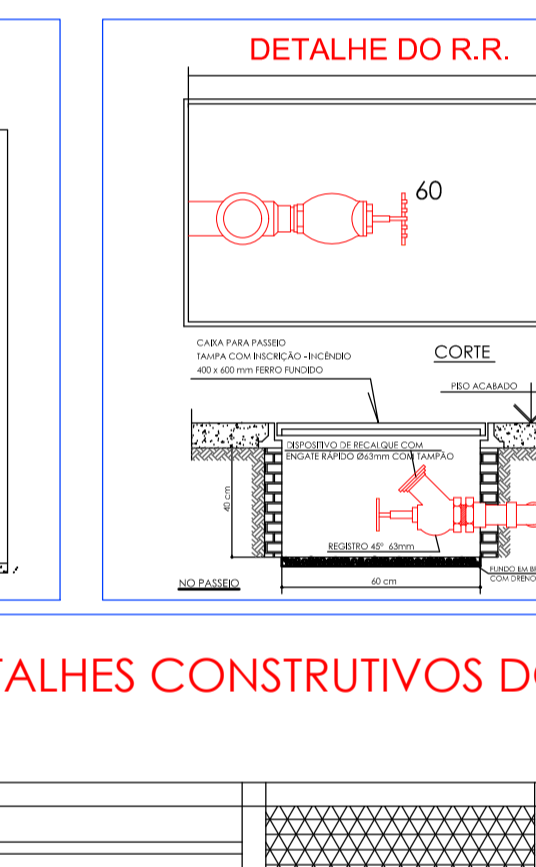 DETALHE DO R.R.
60
CAIXA PARA PASSEIO
TAMPA COM INSCRIÇÃO - INCÊNDIO
400 x 600 mm FERRO FUNDIDO
CORTE
PISO ACABADO
DISPOSITIVO DE RECALQUE COM
ENGATE RÁPIDO Ø63mm COM TAMPÃO
40 cm
REGISTRO 45º 63mm
FUNDO EM BR
COM DRENO
NO PASSEIO
60 cm
TALHES CONSTRUTIVOS DO